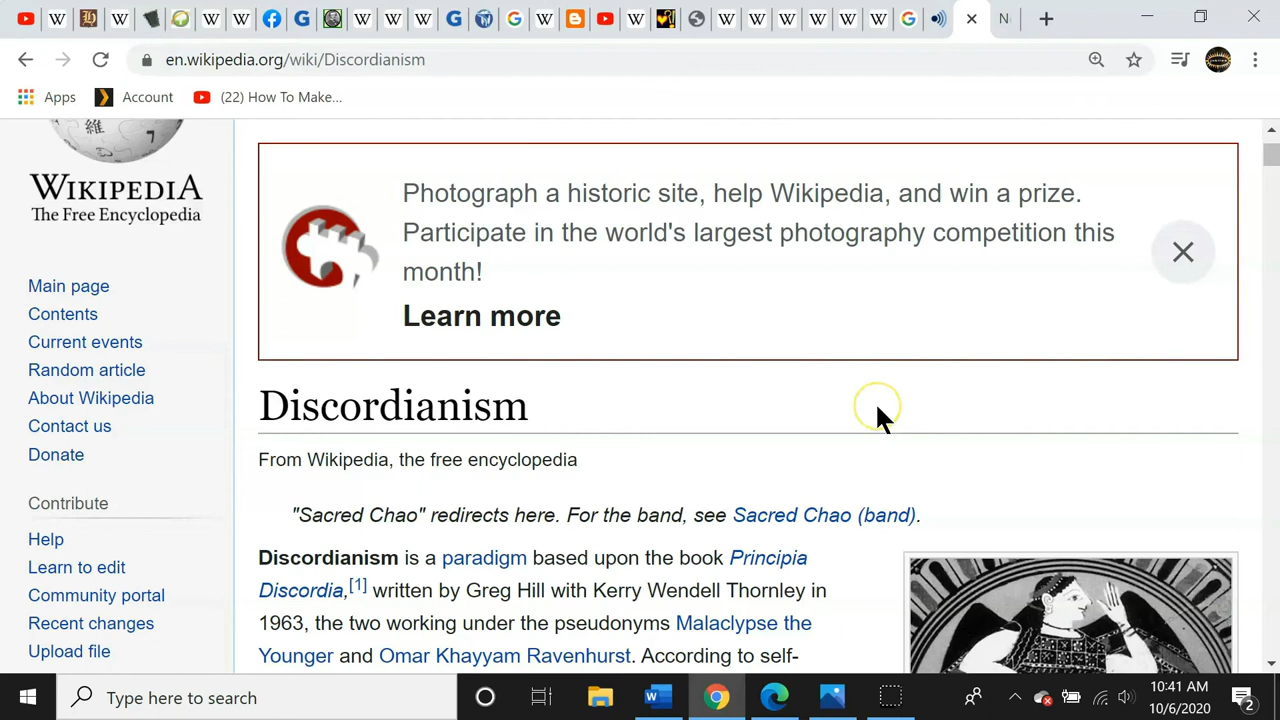 N
en.wikipedia.org/wiki/Discordianism
Apps
Account
(22) How To Make...
WIKIPEDIA
The Free Encyclopedia
Main page
Contents
Current events
Random article
About Wikipedia
Contact us
Donate
Contribute
Help
Learn to edit
Community portal
Recent changes
Upload file
Photograph a historic site, help Wikipedia, and win a prize.
Participate in the world's largest photography competition this
month!
Learn more
Discordianism
From Wikipedia, the free encyclopedia
"Sacred Chao" redirects here. For the band, see Sacred Chao (band).
Discordianism is a paradigm based upon the book Principia
Discordia,[1] written by Greg Hill with Kerry Wendell Thornley in
1963, the two working under the pseudonyms Malaclypse the
Younger and Omar Khayyam Ravenhurst. According to self-
Type here to search
10:41 AM
10/6/2020
2